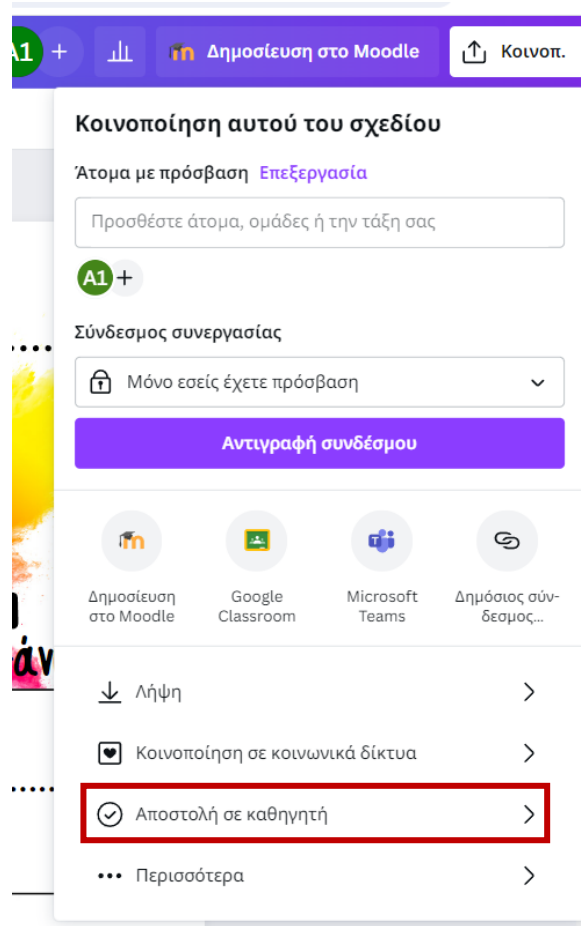 A1 + Δημοσίευση στο Moodle Κοινοπ.
Κοινοποίηση αυτού του σχεδίου
Άτομα με πρόσβαση Επεξεργασία
Προσθέστε άτομα, ομάδες ή την τάξη σας
A1 +
Σύνδεσμος συνεργασίας
Μόνο εσείς έχετε πρόσβαση
Αντιγραφή συνδέσμου
Δημοσίευση
στο Moodle
Google
Classroom
Microsoft
Teams
Δημόσιος σύν-
δεσμος...
Λήψη
Κοινοποίηση σε κοινωνικά δίκτυα
Αποστολή σε καθηγητή
Περισσότερα